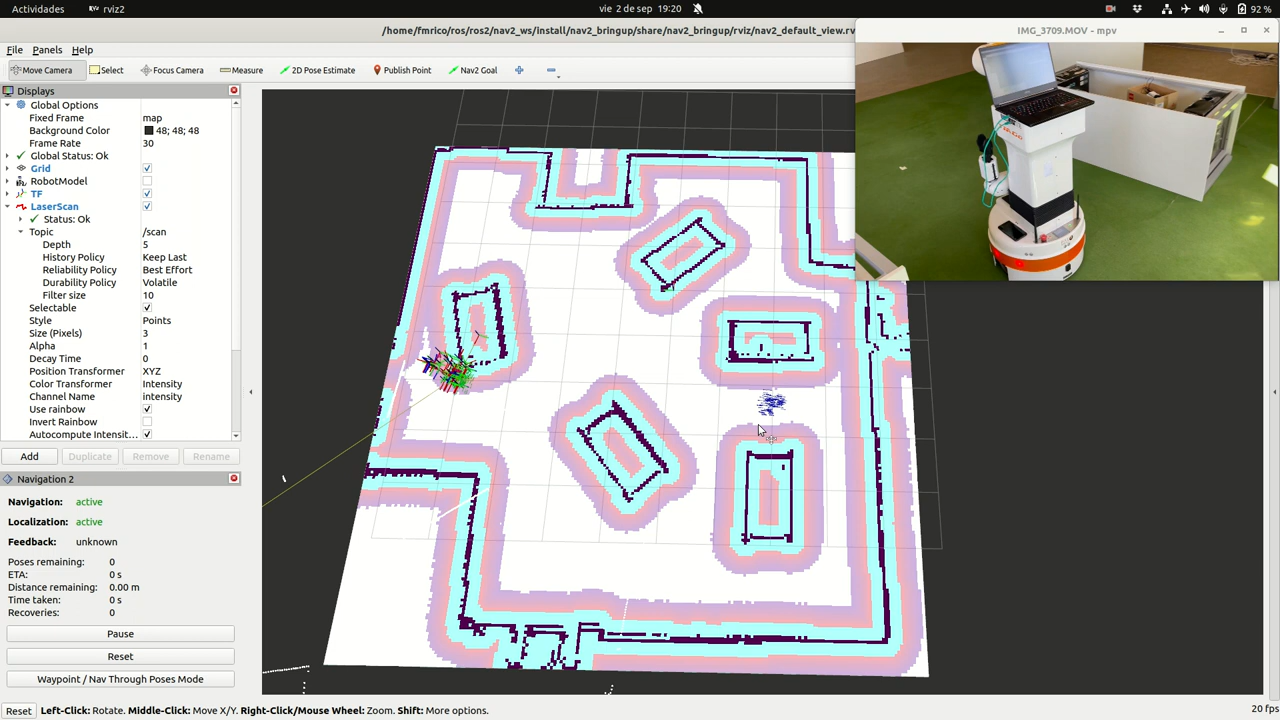 Actividades
rviz2
vie 2 de sep 19:20
92 %
/home/fmrico/ros/ros2/nav2_ws/install/nav2_bringup/share/nav2_bringup/rviz/nav2_default_view.rv
IMG_3709.MOV - mpv
File Panels Help
Move Camera Select Focus Camera Measure 2D Pose Estimate Publish Point Nav2 Goal
Displays
Global Options
Fixed Frame map
Background Color 48; 48; 48
Frame Rate 30
Global Status: Ok
Grid
RobotModel
TF
LaserScan
Status: Ok
Topic /scan
Depth 5
History Policy Keep Last
Reliability Policy Best Effort
Durability Policy Volatile
Filter size 10
Selectable
Style Points
Size (Pixels) 3
Alpha 1
Decay Time 0
Position Transformer XYZ
Color Transformer Intensity
Channel Name intensity
Use rainbow
Invert Rainbow
Autocompute Intensit...
Add Duplicate Remove Rename
Navigation 2
Navigation: active
Localization: active
Feedback: unknown
Poses remaining: 0
ETA: 0 s
Distance remaining: 0.00 m
Time taken: 0 s
Recoveries: 0
Pause
Reset
Waypoint / Nav Through Poses Mode
Reset Left-Click: Rotate. Middle-Click: Move X/Y. Right-Click/Mouse Wheel: Zoom. Shift: More options.
20 fps